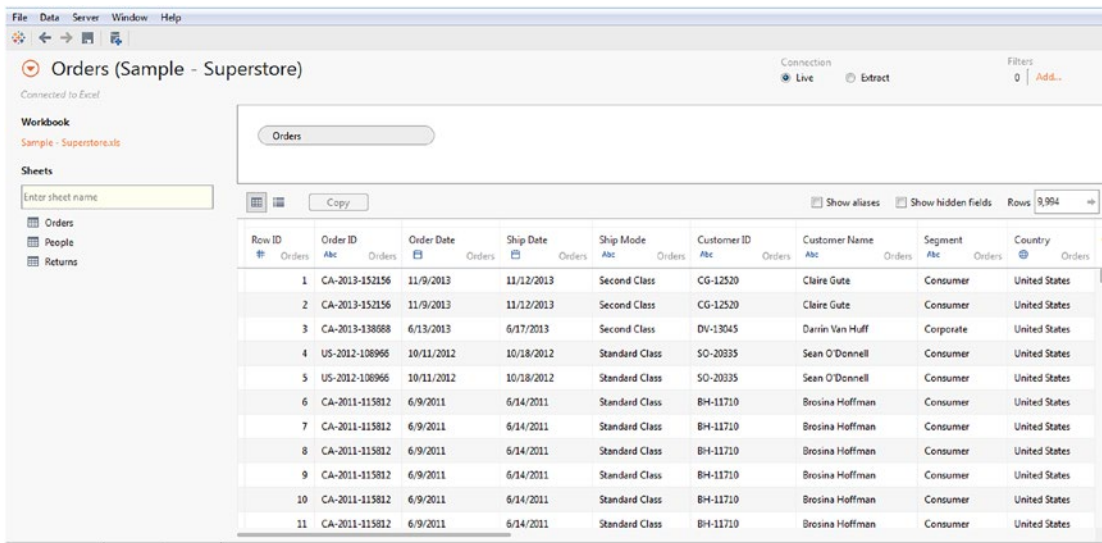 File Data Server Window Help
Orders (Sample - Superstore)
Connected to Excel
Connection
Live Extract
Filters
0 Add...
Workbook
Sample - Superstore.xls
Sheets
Enter sheet name
Orders
People
Returns
Orders
Copy
Show aliases Show hidden fields Rows 9,994
Row ID Order ID Order Date Ship Date Ship Mode Customer ID Customer Name Segment Country
# Orders Abc Orders Orders Orders Abc Orders Abc Orders Abc Orders Abc Orders Orders
1 CA-2013-152156 11/9/2013 11/12/2013 Second Class CG-12520 Claire Gute Consumer United States
2 CA-2013-152156 11/9/2013 11/12/2013 Second Class CG-12520 Claire Gute Consumer United States
3 CA-2013-138688 6/13/2013 6/17/2013 Second Class DV-13045 Darrin Van Huff Corporate United States
4 US-2012-108966 10/11/2012 10/18/2012 Standard Class SO-20335 Sean O'Donnell Consumer United States
5 US-2012-108966 10/11/2012 10/18/2012 Standard Class SO-20335 Sean O'Donnell Consumer United States
6 CA-2011-115812 6/9/2011 6/14/2011 Standard Class BH-11710 Brosina Hoffman Consumer United States
7 CA-2011-115812 6/9/2011 6/14/2011 Standard Class BH-11710 Brosina Hoffman Consumer United States
8 CA-2011-115812 6/9/2011 6/14/2011 Standard Class BH-11710 Brosina Hoffman Consumer United States
9 CA-2011-115812 6/9/2011 6/14/2011 Standard Class BH-11710 Brosina Hoffman Consumer United States
10 CA-2011-115812 6/9/2011 6/14/2011 Standard Class BH-11710 Brosina Hoffman Consumer United States
11 CA-2011-115812 6/9/2011 6/14/2011 Standard Class BH-11710 Brosina Hoffman Consumer United States